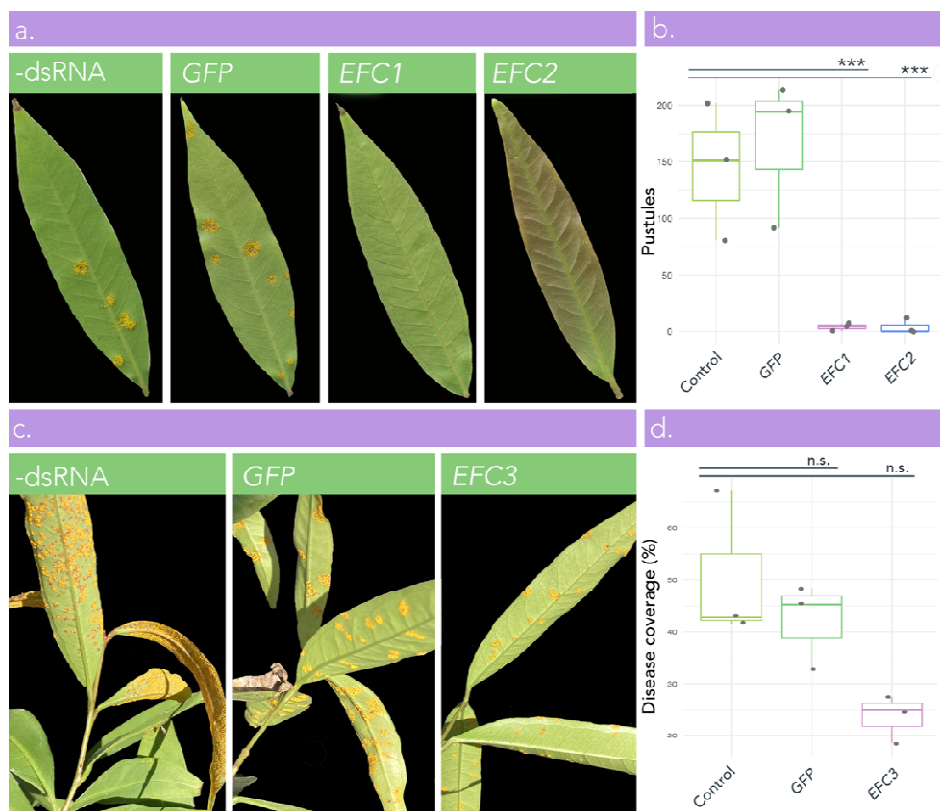 a.
-dsRNA GFP EFC1 EFC2
b.
***
***
Pustules
200
150
100
50
0
Control GFP EFC1 EFC2
c.
-dsRNA GFP EFC3
d.
n.s. n.s.
Disease coverage (%)
60
50
40
30
20
Control GFP EFC3